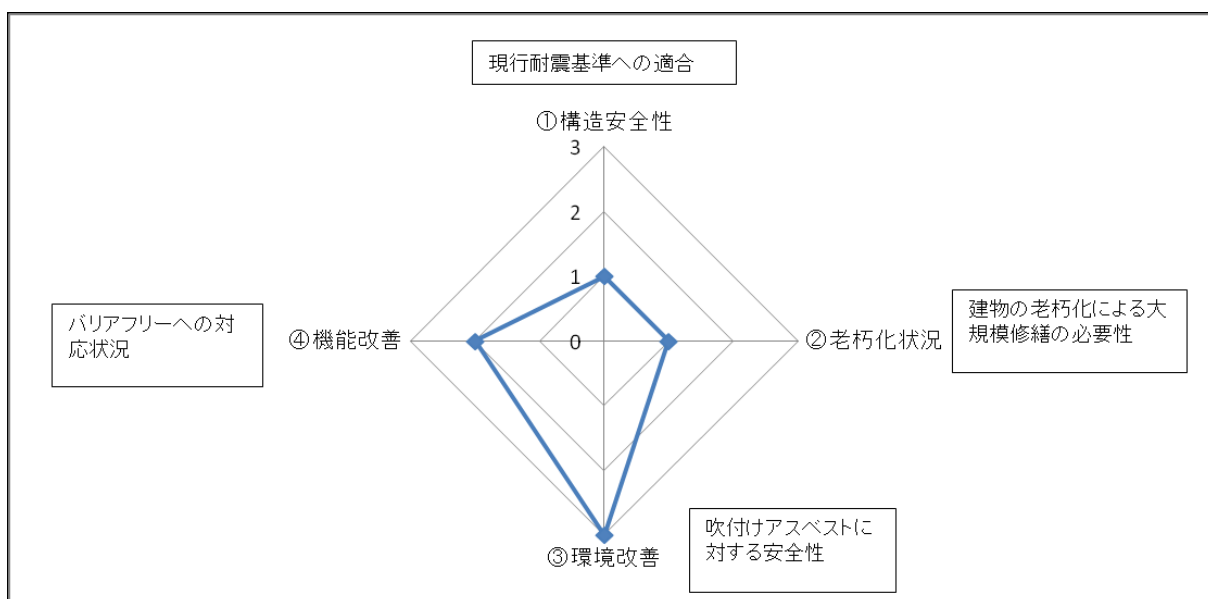 現行耐震基準への適合
①構造安全性
3
2
1
0
バリアフリーへの対
応状況
④機能改善
②老朽化状況
建物の老朽化による大
規模修繕の必要性
③環境改善
吹付けアスベストに
対する安全性